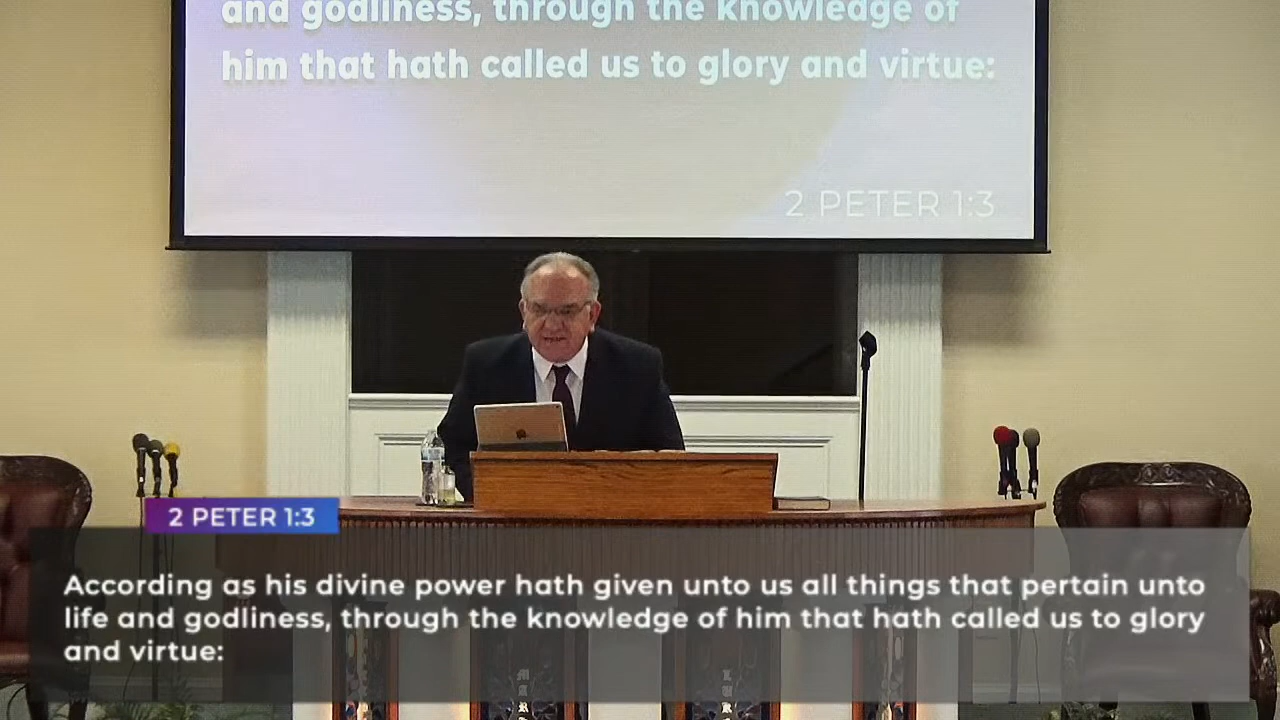 and godliness, through the knowledge of
him that hath called us to glory and virtue:
2 PETER 1:3
2 PETER 1:3
According as his divine power hath given unto us all things that pertain unto
life and godliness, through the knowledge of him that hath called us to glory
and virtue: